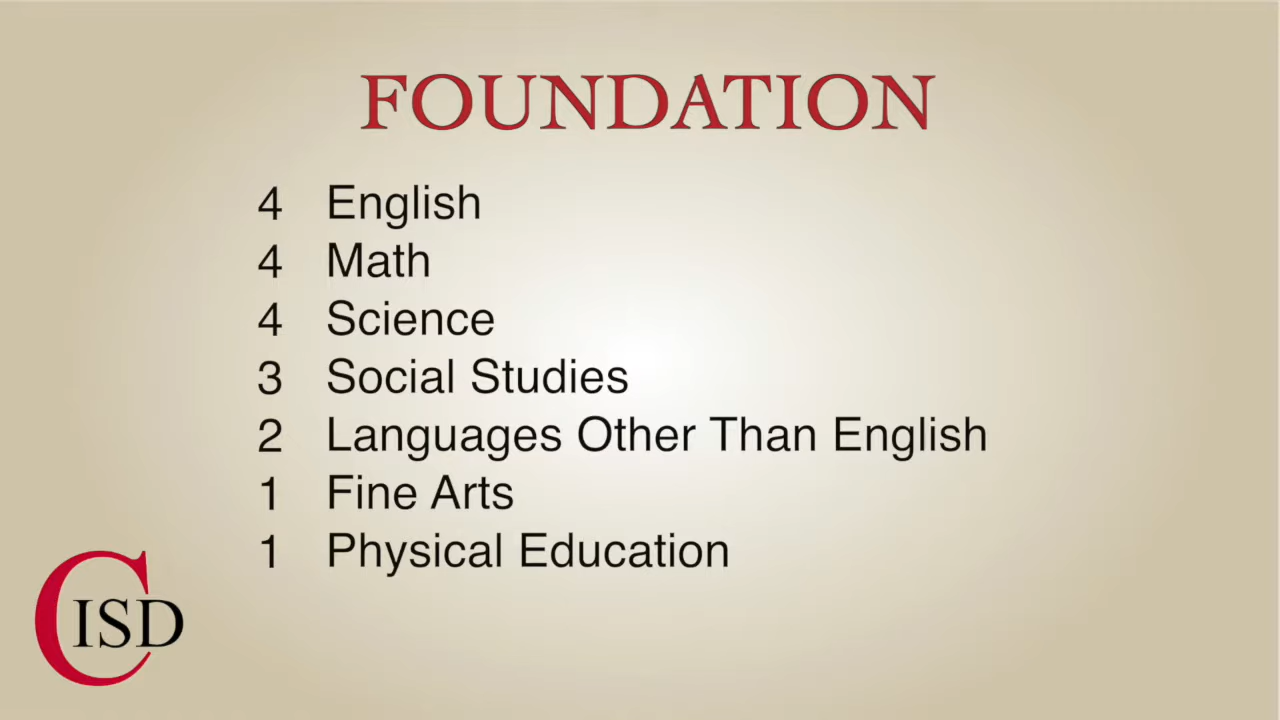 FOUNDATION
4 English
4 Math
4 Science
3 Social Studies
2 Languages Other Than English
1 Fine Arts
1 Physical Education
CISD